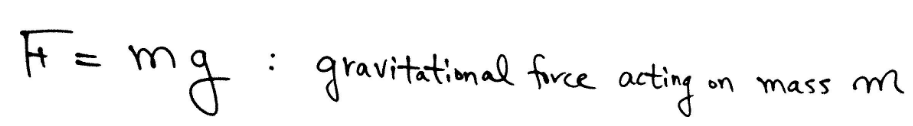 F = mg : gravitational force acting on mass m